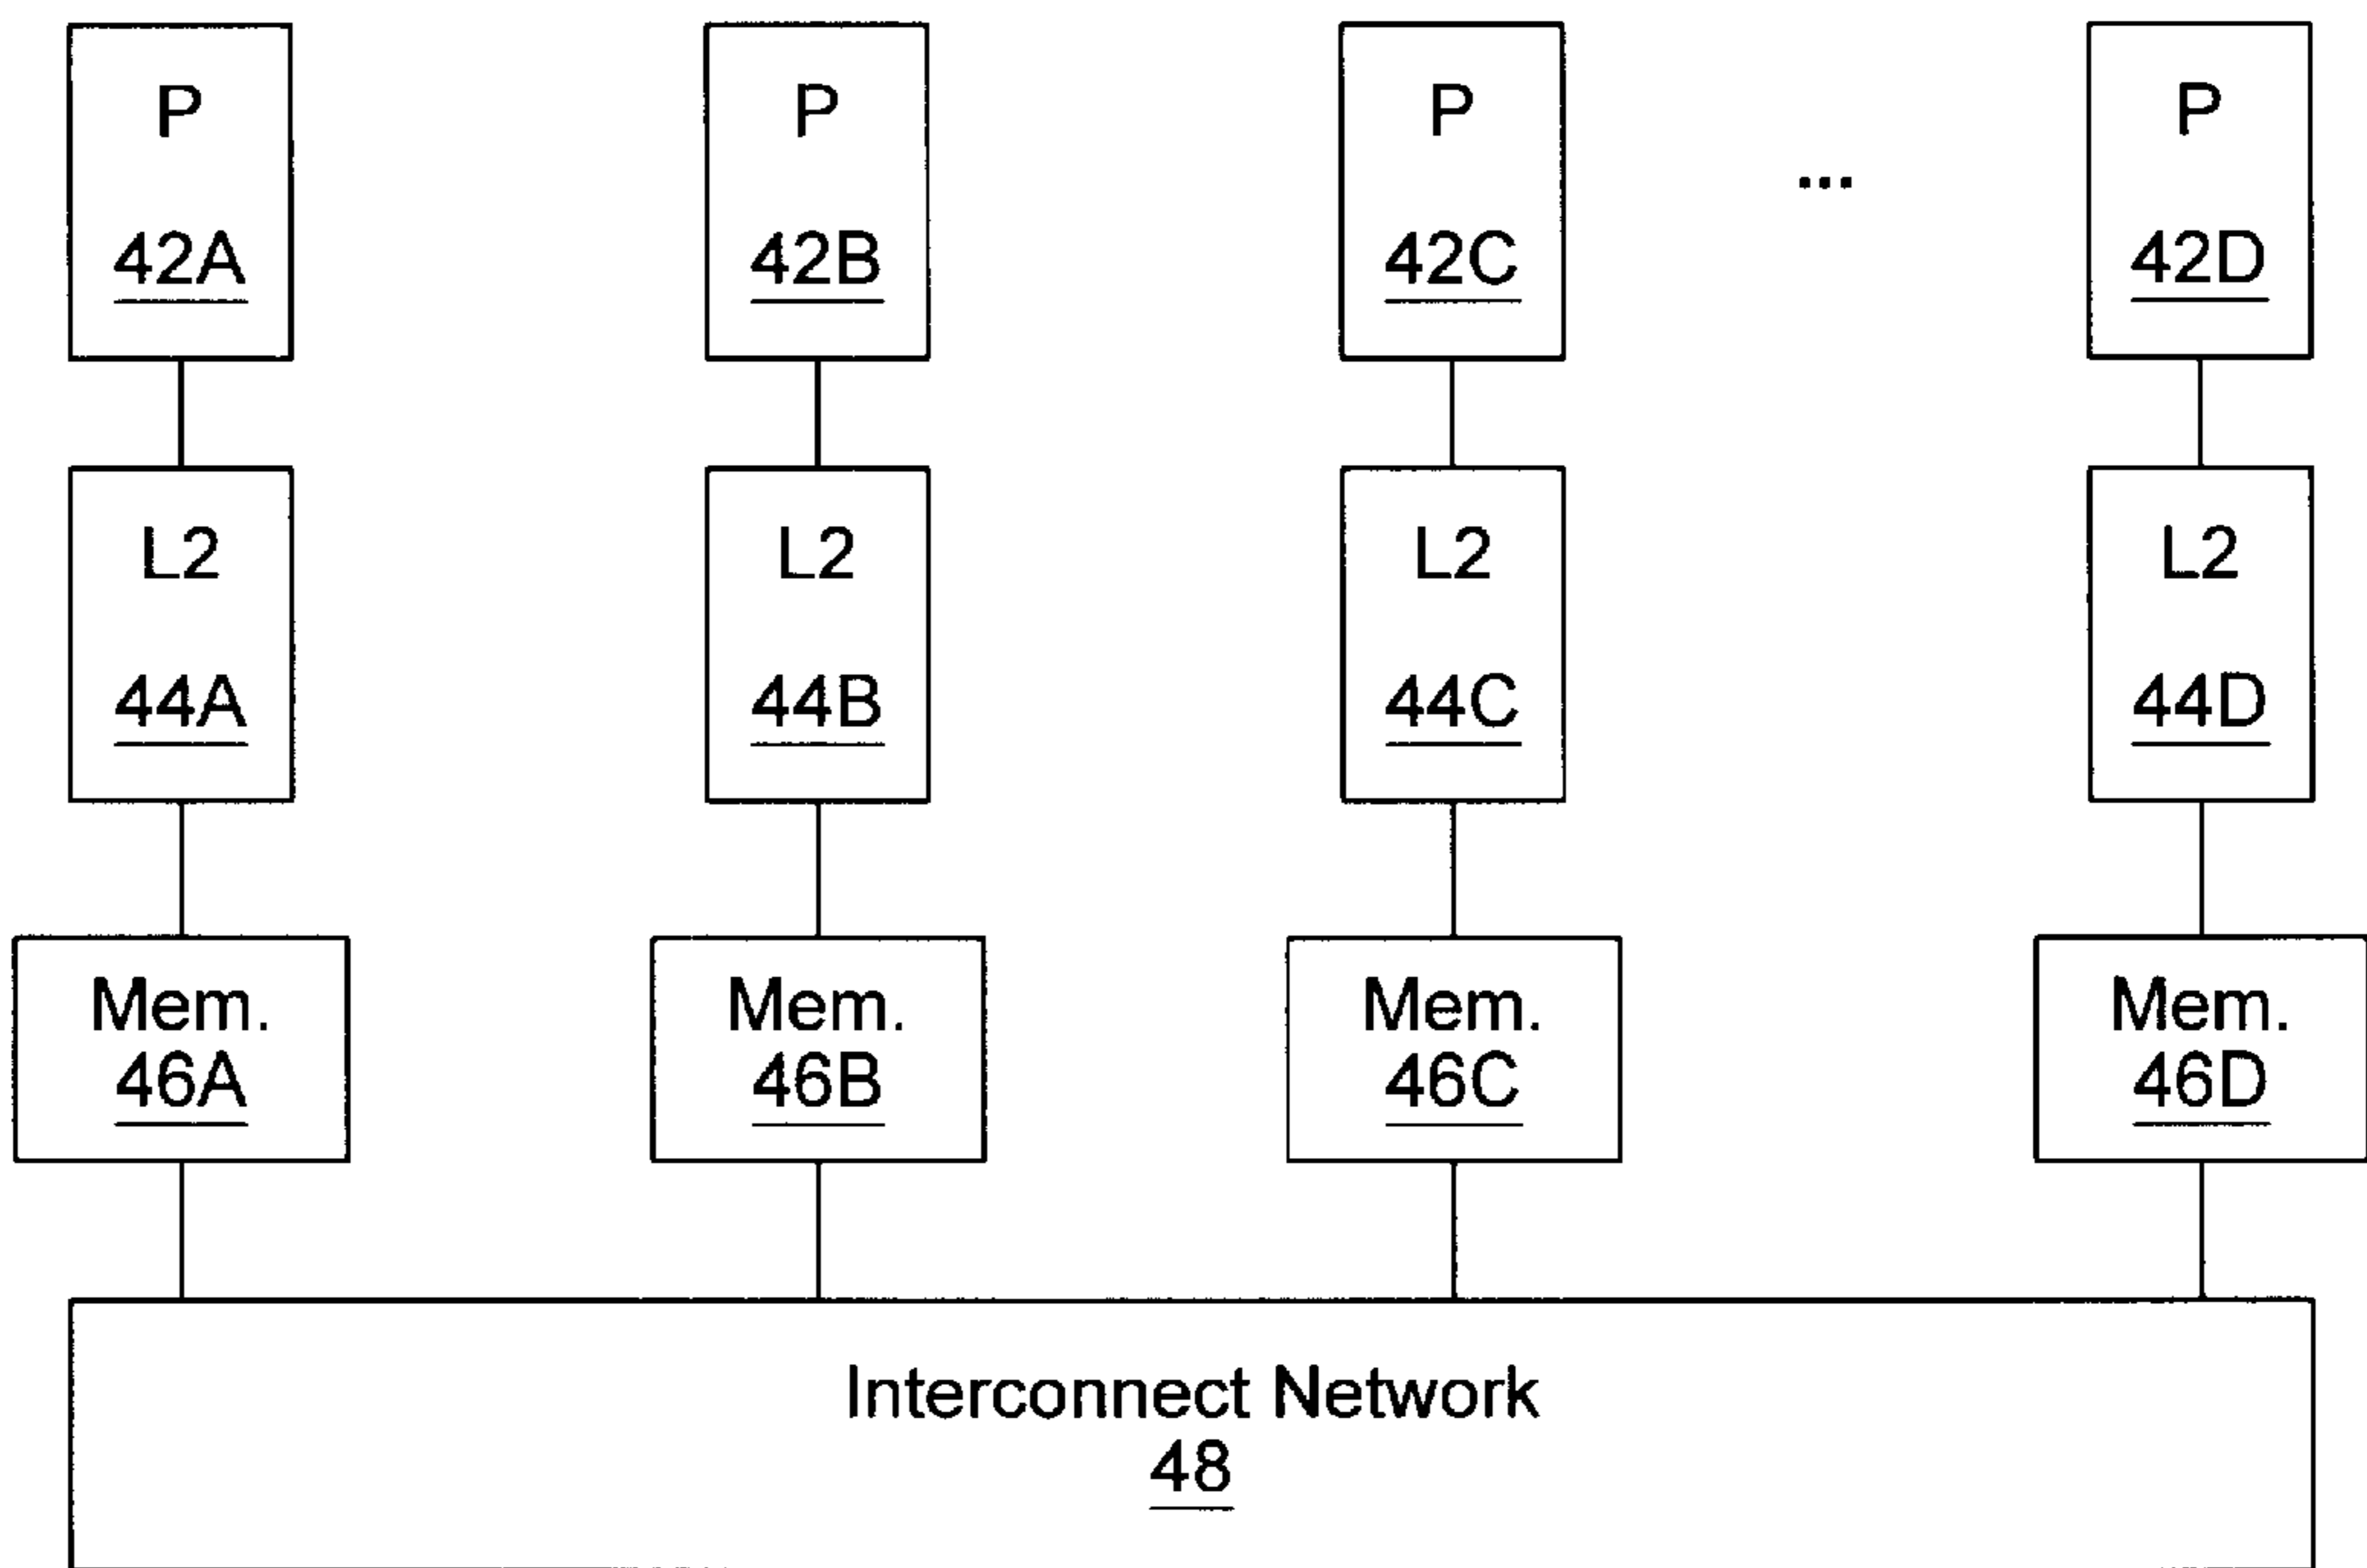 P
42A
P
42B
P
42C
...
P
42D
L2
44A
L2
44B
L2
44C
L2
44D
Mem.
46A
Mem.
46B
Mem.
46C
Mem.
46D
Interconnect Network
48